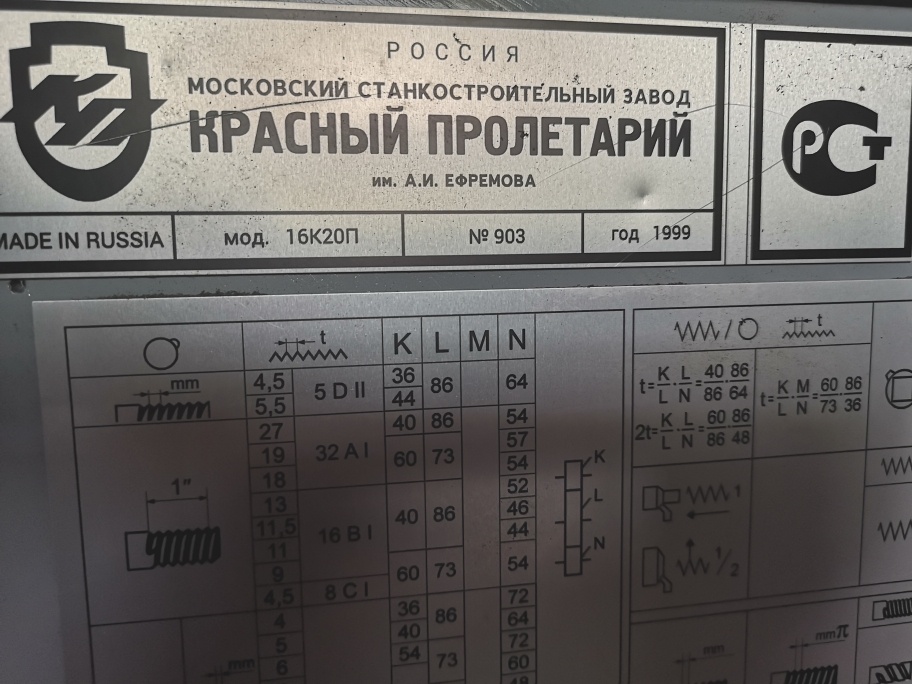 РОССИЯ
МОСКОВСКИЙ СТАНКОСТРОИТЕЛЬНЫЙ ЗАВОД
КРАСНЫЙ ПРОЛЕТАРИЙ
им. А.И. ЕФРЕМОВА
MADE IN RUSSIA
мод. 16К20П
№ 903
год 1999
РСТ
t K L M N
mm
4,5 5 D II 36 86 64
5,5 44
27 32 A I 40 86 54
19 60 73 57
18 54
1"
13 16 B I 40 86 52
11,5 46
11 44
9 60 73 54
4,5 8 C I
4 36 86 72
5 40 64
6 54 73 72
60
48
mm
K
L
N
/ t
t=K/L·L/N=40/86·86/64
2t=K/L·L/N=60/86·86/48
t=K/L·M/N=60/73·86/36
1
1/2
mm
mmπ